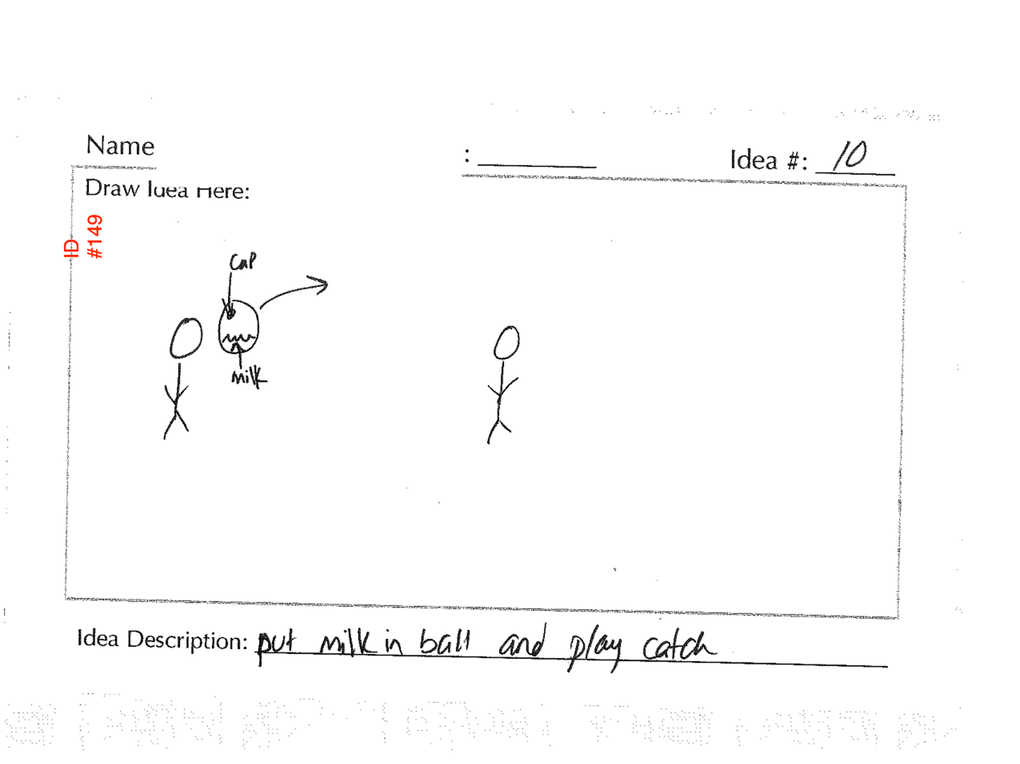 Name : Idea #: 10
Draw Idea Here:
ID
#149
Cap
milk
Idea Description: put milk in ball and play catch